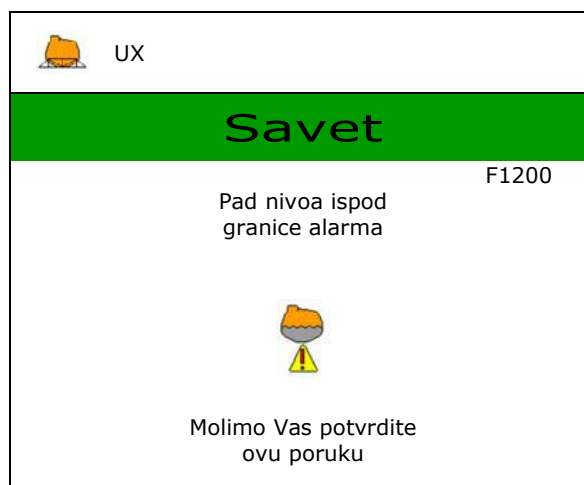 UX
Savet
F1200
Pad nivoa ispod
granice alarma
Molimo Vas potvrdite
ovu poruku